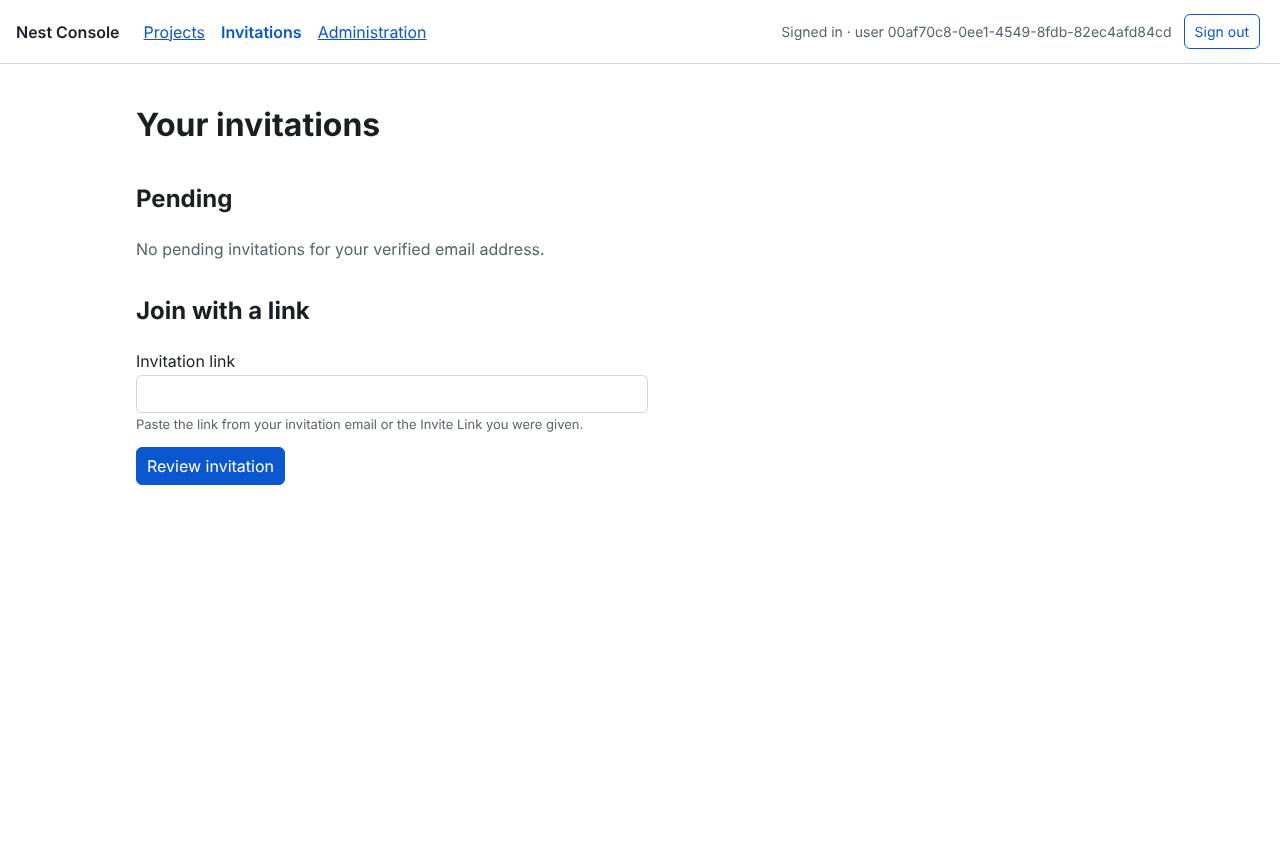 Nest Console Projects Invitations Administration Signed in · user 00af70c8-0ee1-4549-8fdb-82ec4afd84cd Sign out
Your invitations
Pending
No pending invitations for your verified email address.
Join with a link
Invitation link
Paste the link from your invitation email or the Invite Link you were given.
Review invitation